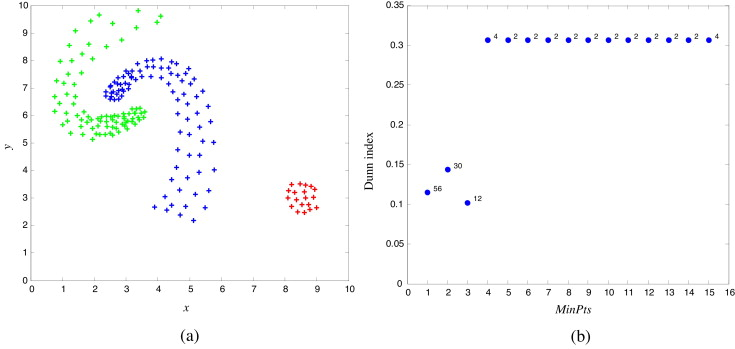 10
9
8
7
6
5
4
3
2
1
0
y
0 1 2 3 4 5 6 7 8 9 10
x
(a)
0.35
0.3
0.25
0.2
0.15
0.1
0.05
0
Dunn index
4 2 2 2 2 2 2 2 2 2 2 4
56
30
12
0 1 2 3 4 5 6 7 8 9 10 11 12 13 14 15 16
MinPts
(b)